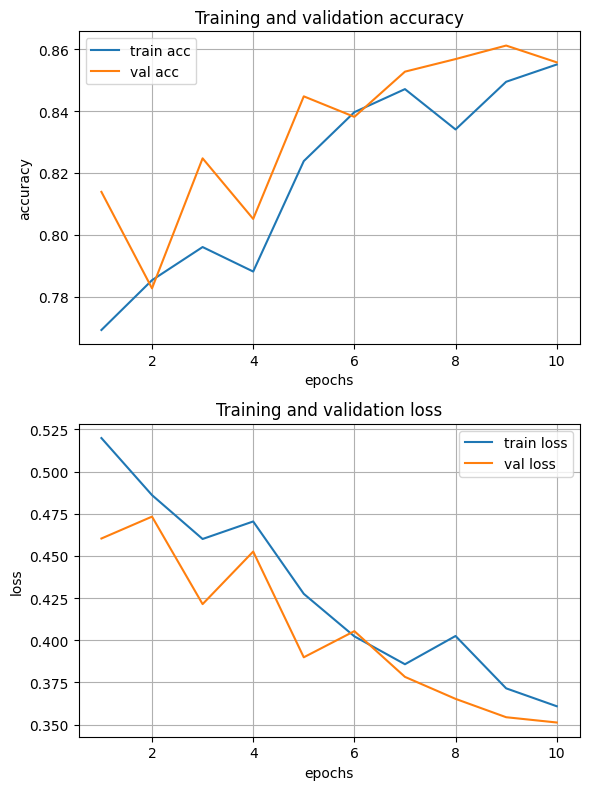 Training and validation accuracy
train acc
val acc
0.86
0.84
0.82
0.80
0.78
accuracy
2 4 6 8 10
epochs
Training and validation loss
train loss
val loss
0.525
0.500
0.475
0.450
0.425
0.400
0.375
0.350
loss
2 4 6 8 10
epochs